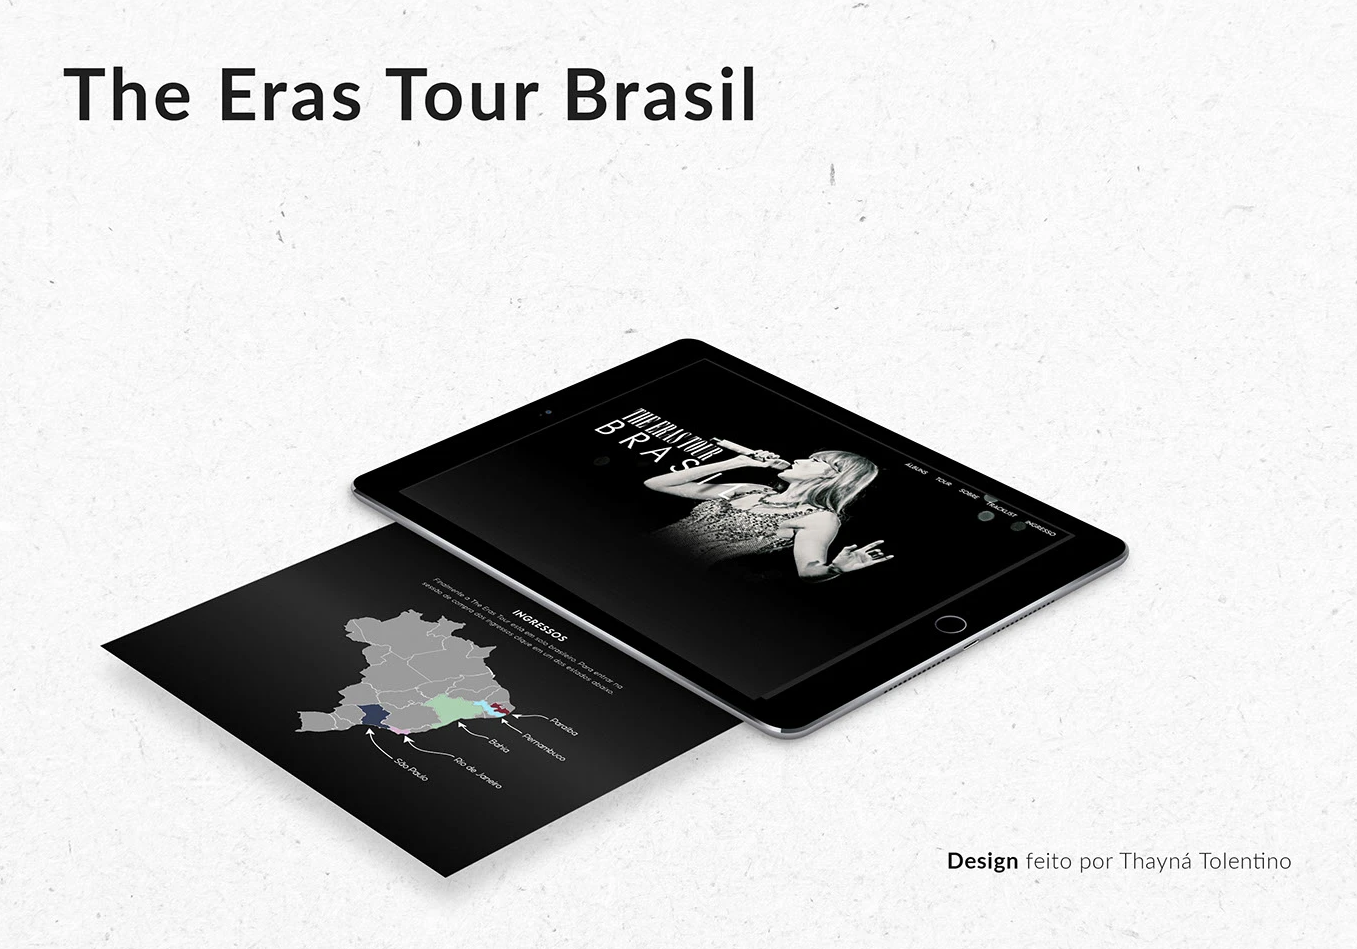 The Eras Tour Brasil
THE ERAS TOUR
BRASIL
ÁLBUNS TOUR SOBRE TRACKLIST INGRESSO
INGRESSOS
Finalmente a The Eras Tour está em solo brasileiro. Para entrar na
sessão de compra dos ingressos clique em um dos estados abaixo.
Paraíba
Pernambuco
Bahia
Rio de Janeiro
São Paulo
Design feito por Thayná Tolentino